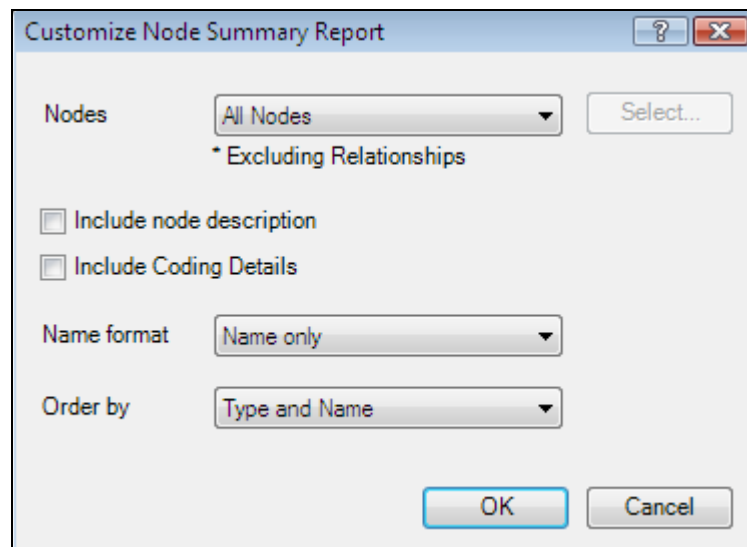 Customize Node Summary Report
Nodes All Nodes Select...
* Excluding Relationships
Include node description
Include Coding Details
Name format Name only
Order by Type and Name
OK Cancel